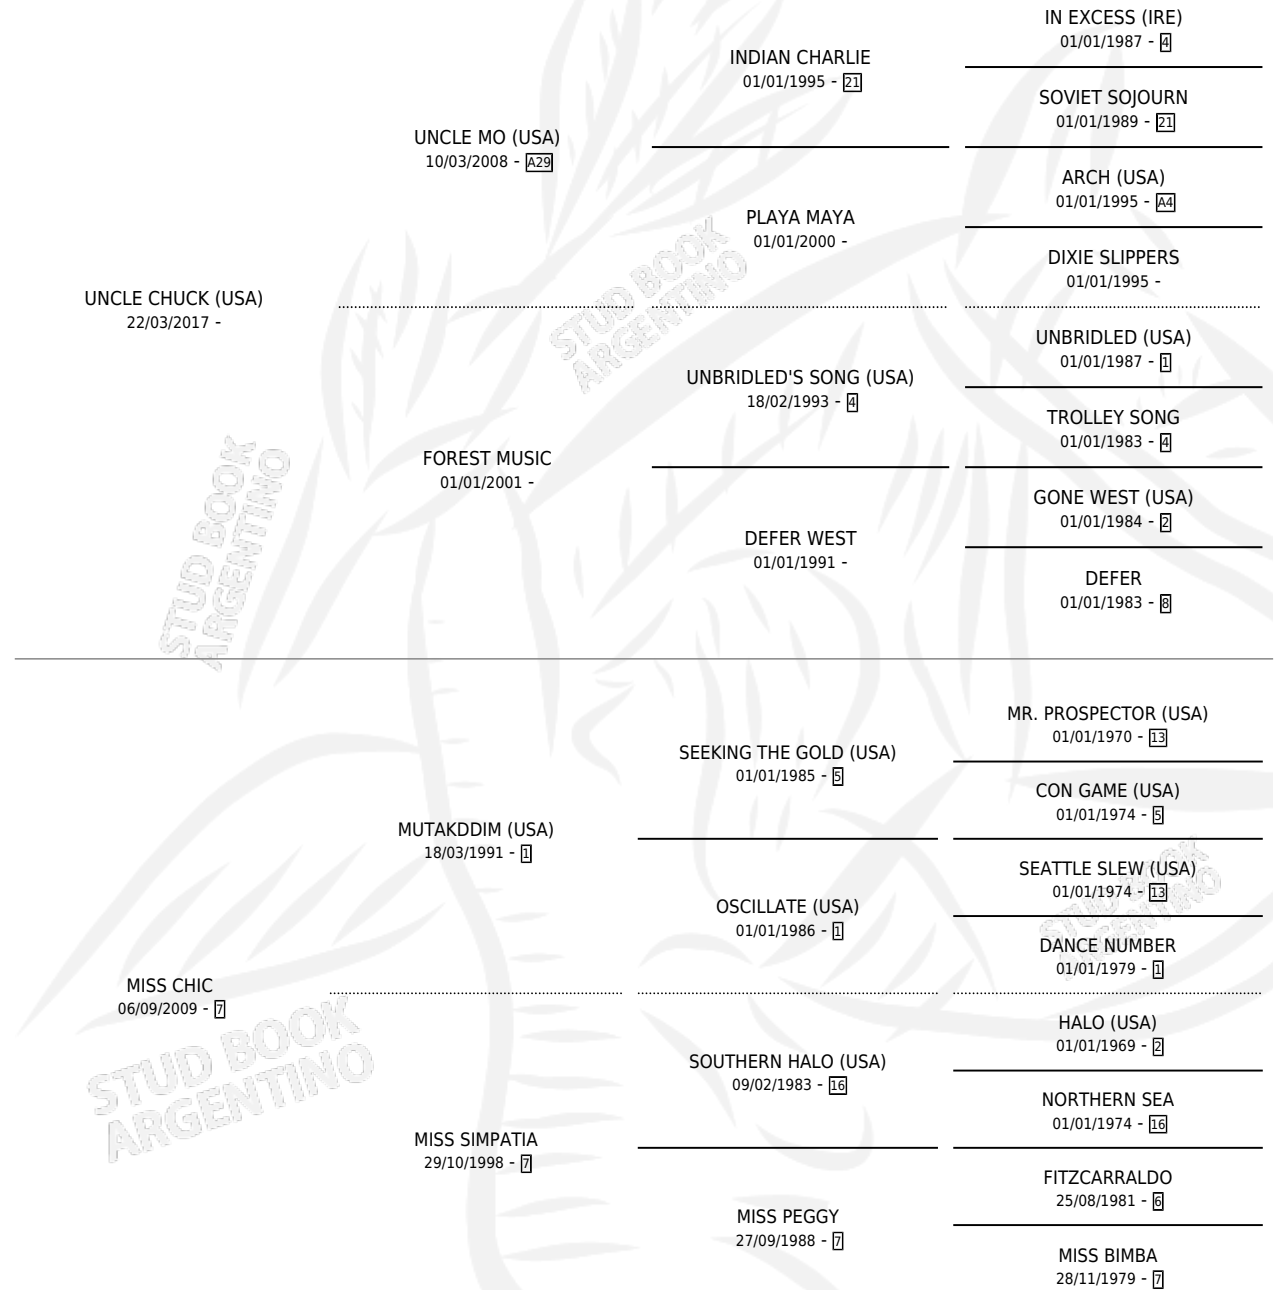 IN EXCESS (IRE)
01/01/1987 - 4
INDIAN CHARLIE
01/01/1995 - 21
SOVIET SOJOURN
01/01/1989 - 21
UNCLE MO (USA)
10/03/2008 - A29
ARCH (USA)
01/01/1995 - A4
PLAYA MAYA
01/01/2000 -
DIXIE SLIPPERS
01/01/1995 -
UNCLE CHUCK (USA)
22/03/2017 -
UNBRIDLED (USA)
01/01/1987 - 1
UNBRIDLED'S SONG (USA)
18/02/1993 - 4
TROLLEY SONG
01/01/1983 - 4
FOREST MUSIC
01/01/2001 -
GONE WEST (USA)
01/01/1984 - 2
DEFER WEST
01/01/1991 -
DEFER
01/01/1983 - 8
MR. PROSPECTOR (USA)
01/01/1970 - 13
SEEKING THE GOLD (USA)
01/01/1985 - 5
CON GAME (USA)
01/01/1974 - 5
MUTAKDDIM (USA)
18/03/1991 - 1
SEATTLE SLEW (USA)
01/01/1974 - 13
OSCILLATE (USA)
01/01/1986 - 1
DANCE NUMBER
01/01/1979 - 1
MISS CHIC
06/09/2009 - 7
HALO (USA)
01/01/1969 - 2
SOUTHERN HALO (USA)
09/02/1983 - 16
NORTHERN SEA
01/01/1974 - 16
MISS SIMPATIA
29/10/1998 - 7
FITZCARRALDO
25/08/1981 - 6
MISS PEGGY
27/09/1988 - 7
MISS BIMBA
28/11/1979 - 7
STUD BOOK
ARGENTINO
STUD BOOK
ARGENTINO
STUD BOOK
ARGENTINO
STUD BOOK
ARGENTINO